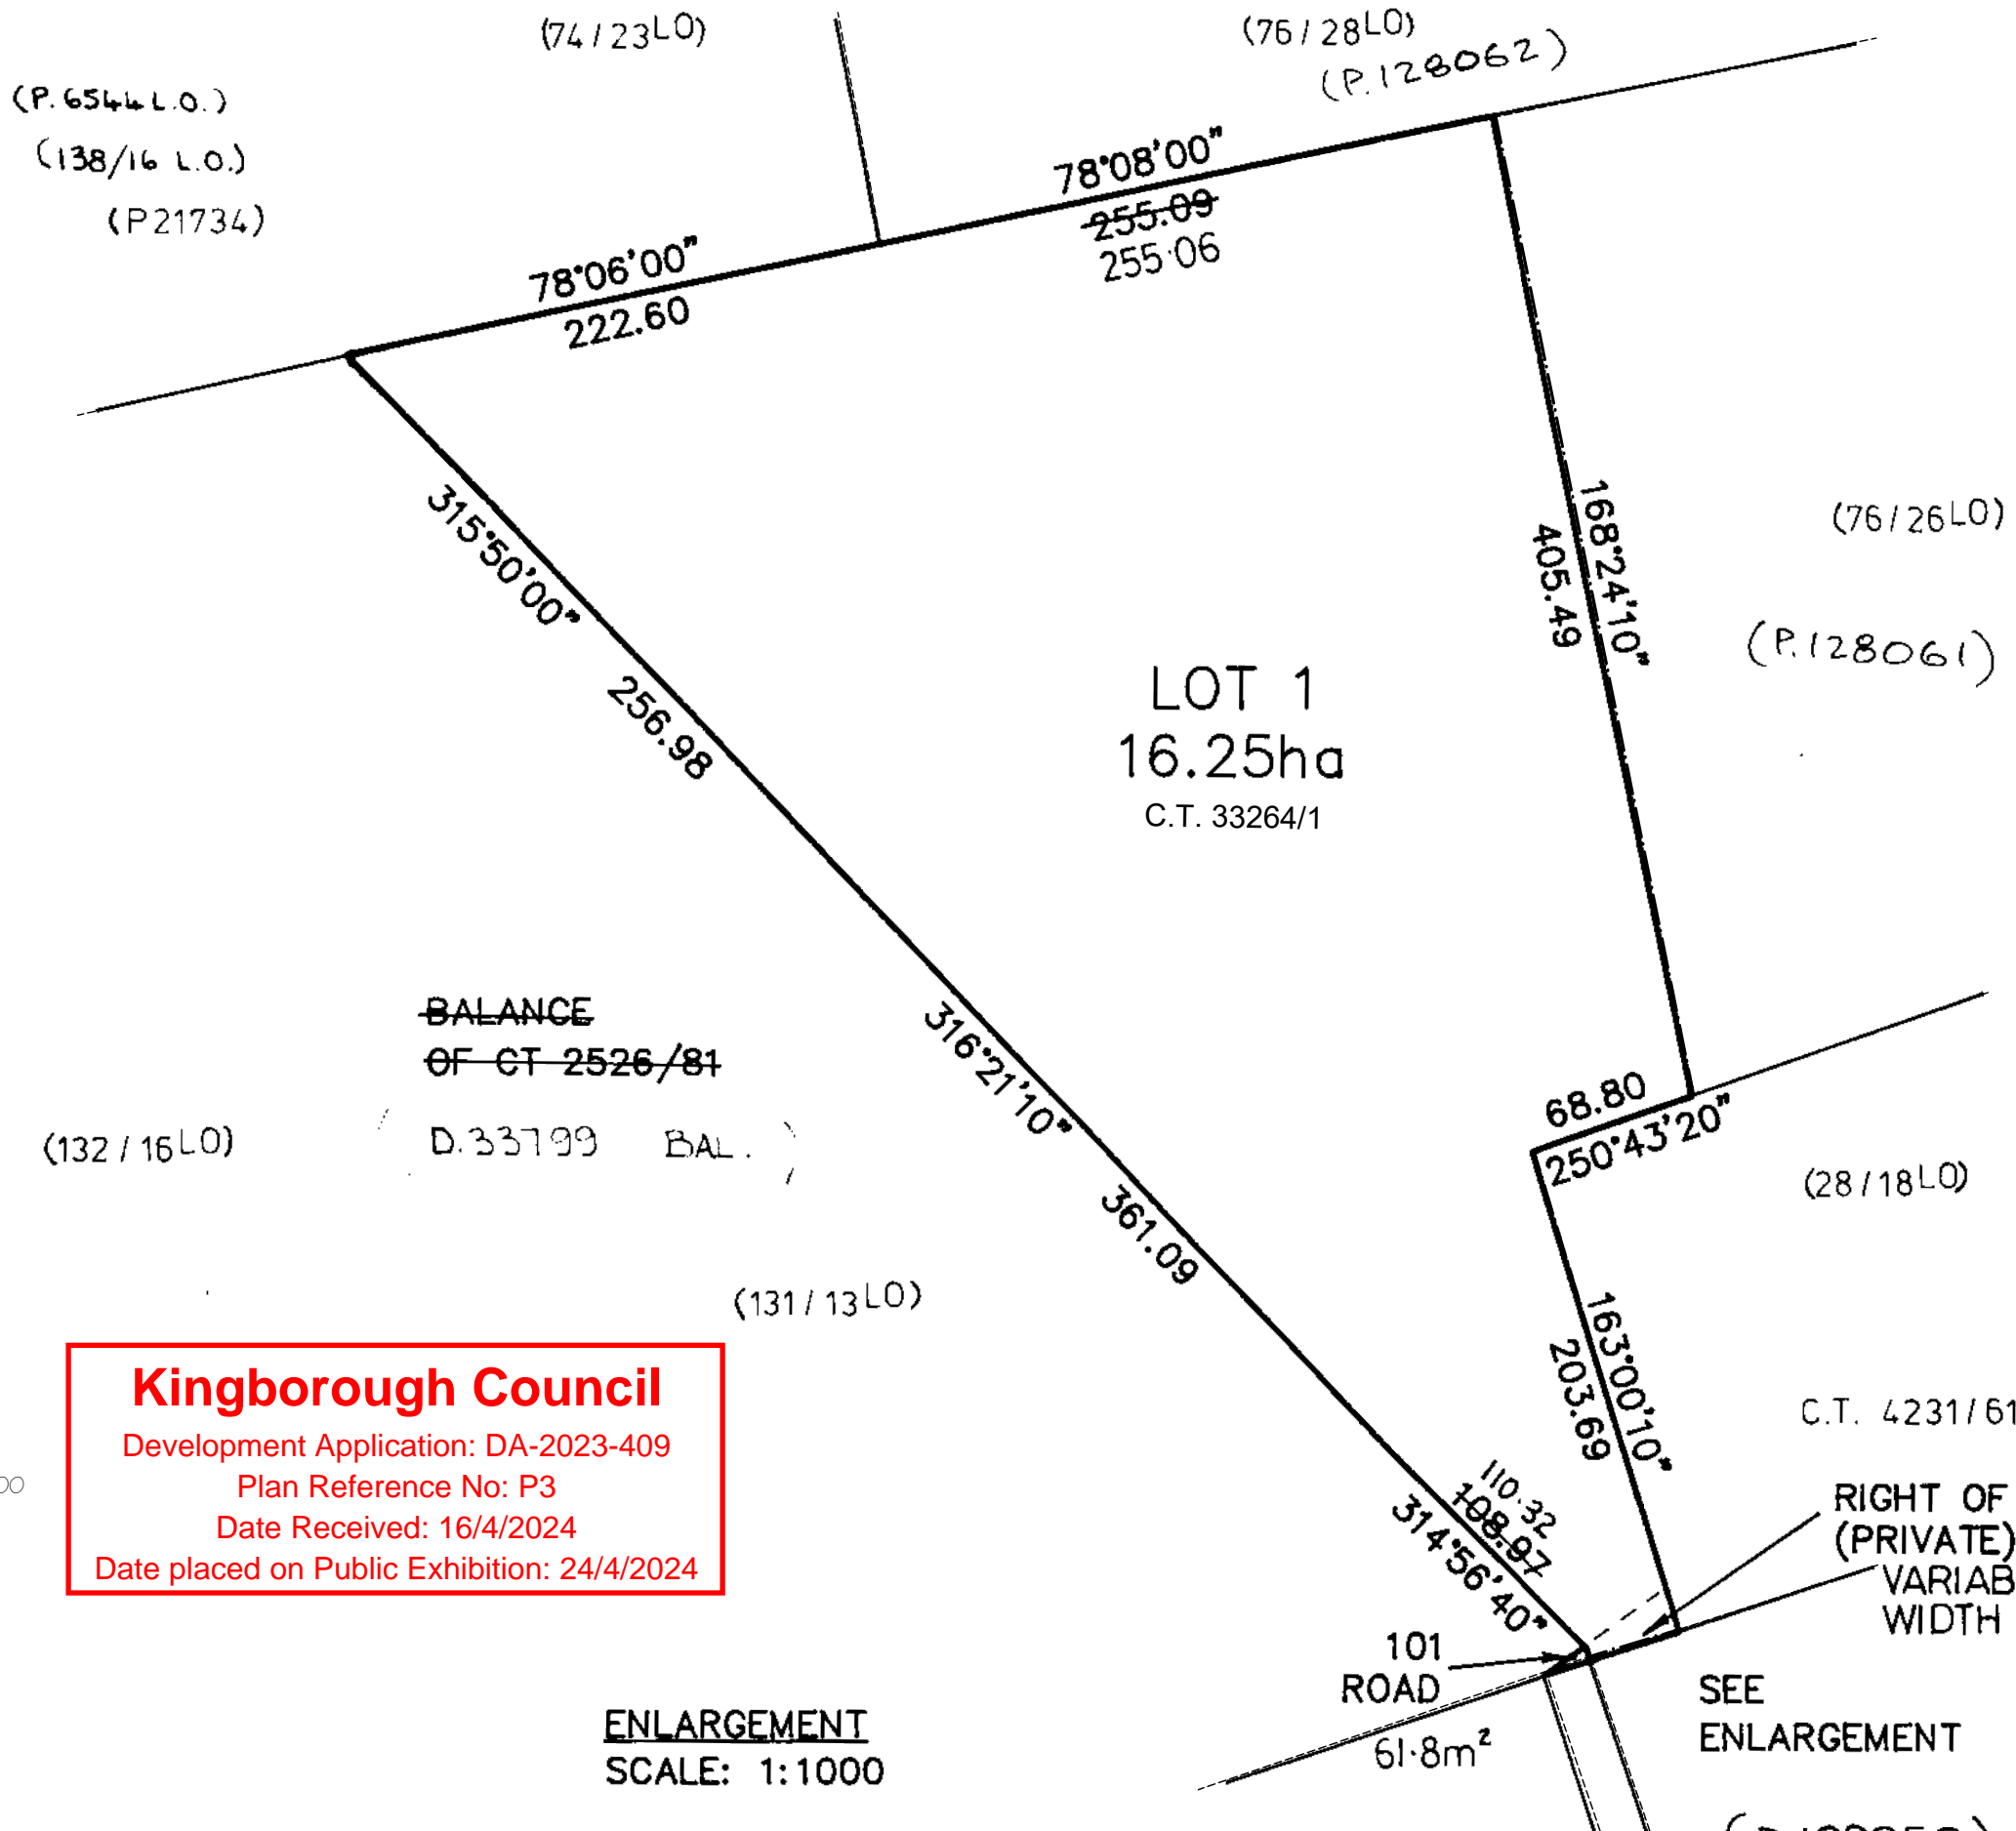 (74/23LO)
(76/28LO)
(P.128062)
(P.6544 L.O.)
(138/16 L.O.)
(P21734)
78°08'00"
255.09
255.06
78°06'00"
222.60
315°50'00"
256.98
168°24'10"
405.49
(76/26LO)
(P.128061)
LOT 1
16.25ha
C.T. 33264/1
BALANCE
OF CT 2526/81
(132/16LO)
(D.33799 BAL.)
316°21'10"
361.09
68.80
250°43'20"
(28/18LO)
(131/13LO)
163°00'10"
203.69
C.T. 4231/61
Kingborough Council
Development Application: DA-2023-409
Plan Reference No: P3
Date Received: 16/4/2024
Date placed on Public Exhibition: 24/4/2024
110.32
108.97
314°56'40"
RIGHT OF
(PRIVATE)
VARIAB
WIDTH
101
ROAD
61.8m²
SEE
ENLARGEMENT
ENLARGEMENT
SCALE: 1:1000